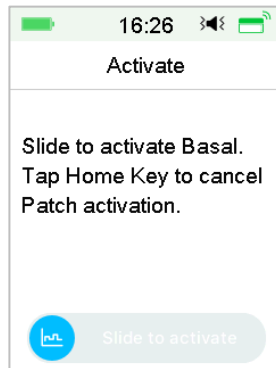 16:26
Activate
Slide to activate Basal.
Tap Home Key to cancel
Patch activation.
Slide to activate